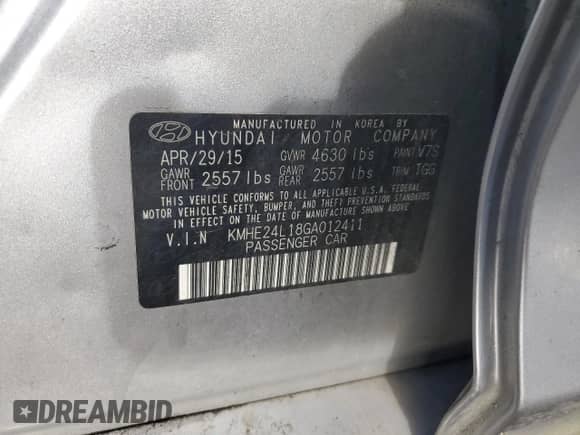 MANUFACTURED IN KOREA BY
HYUNDAI MOTOR COMPANY
APR/29/15 GVWR 4630 lbs PAINT V7S
GAWR FRONT 2557 lbs GAWR REAR 2557 lbs TRIM TGG
THIS VEHICLE CONFORMS TO ALL APPLICABLE U.S.A. FEDERAL
MOTOR VEHICLE SAFETY, BUMPER, AND THEFT PREVENTION STANDARDS
IN EFFECT ON THE DATE OF MANUFACTURE SHOWN ABOVE
V.I.N KMHE24L18GA012411
PASSENGER CAR
DREAMBID